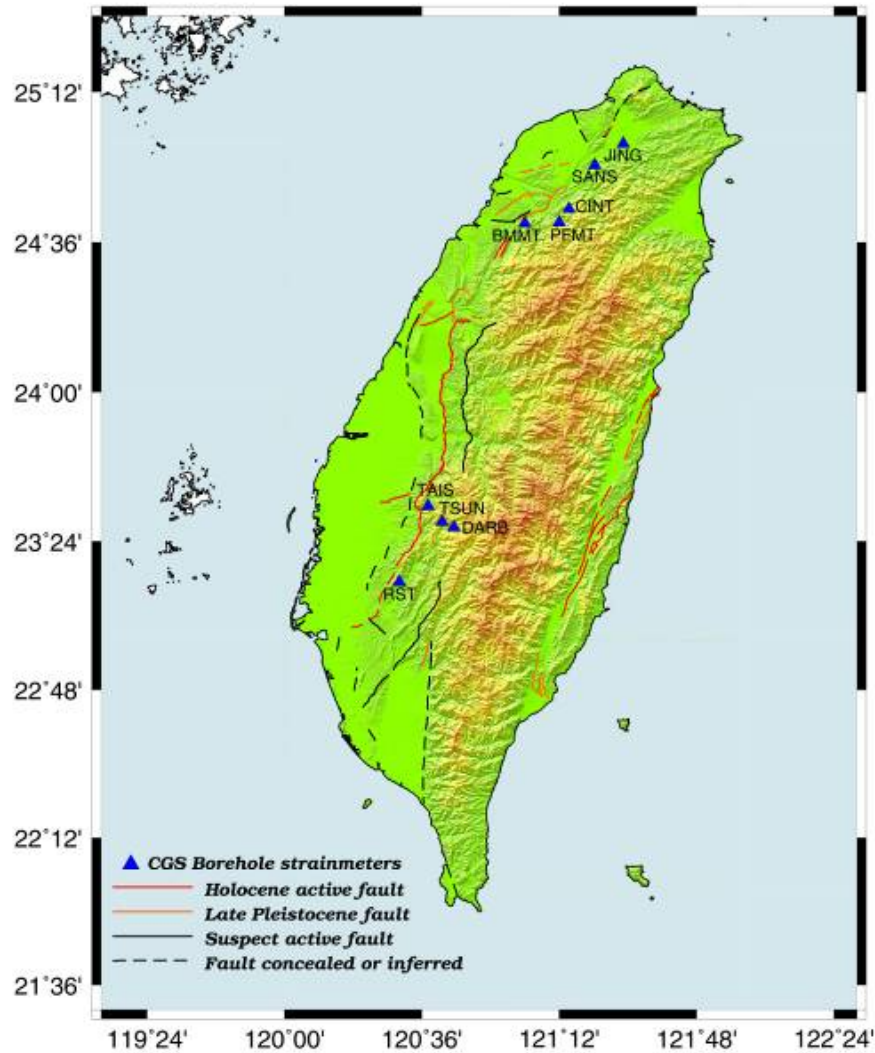 25°12'
JING
SANS
CINT
BMMT PFMT
24°36'
24°00'
TAIS
TSUN
DARB
23°24'
RST
22°48'
22°12'
CGS Borehole strainmeters
Holocene active fault
Late Pleistocene fault
Suspect active fault
Fault concealed or inferred
21°36'
119°24' 120°00' 120°36' 121°12' 121°48' 122°24'